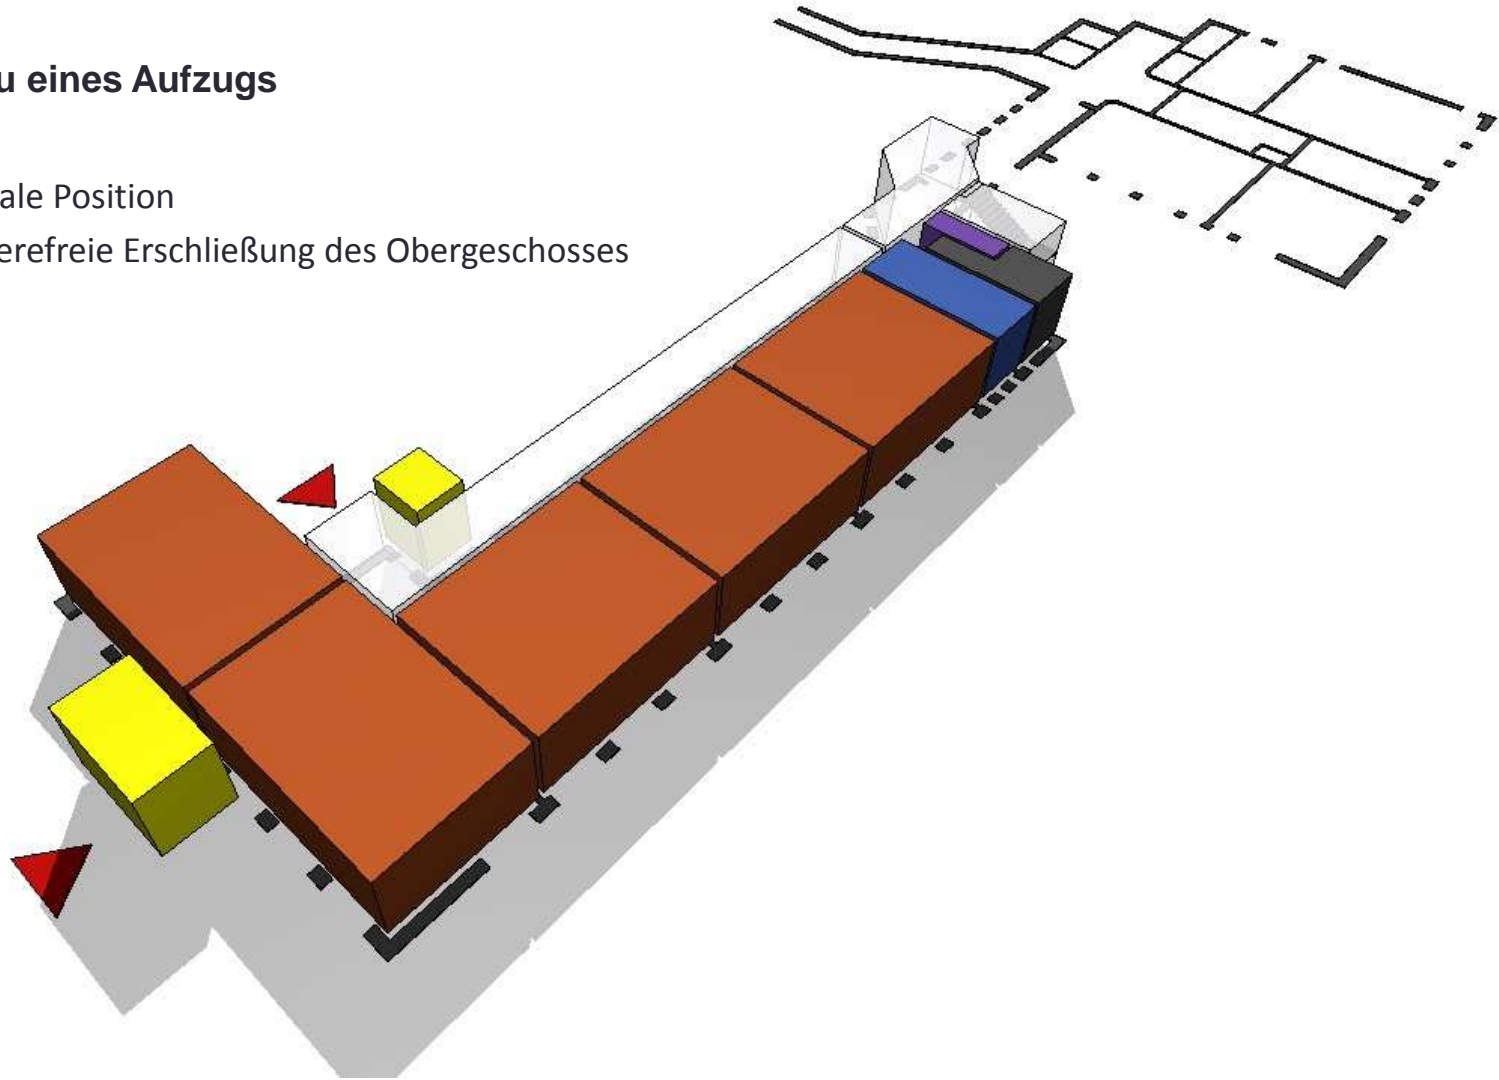 u eines Aufzugs
ale Position
erefreie Erschließung des Obergeschosses